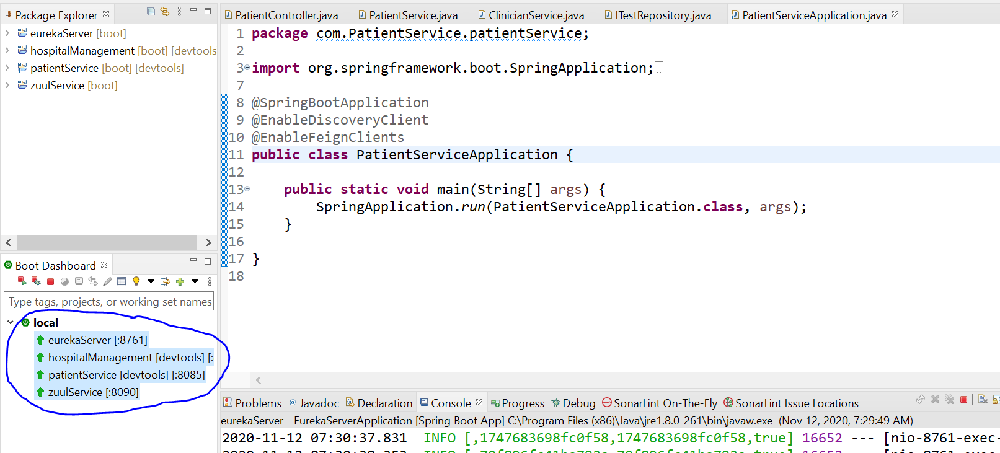 Package Explorer
eurekaServer [boot]
hospitalManagement [boot] [devtools
patientService [boot] [devtools]
zuulService [boot]
Boot Dashboard
Type tags, projects, or working set names
local
eurekaServer [:8761]
hospitalManagement [devtools] [:
patientService [devtools] [:8085]
zuulService [:8090]
PatientController.java PatientService.java ClinicianService.java ITestRepository.java PatientServiceApplication.java
1 package com.PatientService.patientService;
2
3 import org.springframework.boot.SpringApplication;
7
8 @SpringBootApplication
9 @EnableDiscoveryClient
10 @EnableFeignClients
11 public class PatientServiceApplication {
12
13 public static void main(String[] args) {
14 SpringApplication.run(PatientServiceApplication.class, args);
15 }
16
17 }
18
Problems @ Javadoc Declaration Console Progress Debug SonarLint On-The-Fly SonarLint Issue Locations
eurekaServer - EurekaServerApplication [Spring Boot App] C:\Program Files (x86)\Java\jre1.8.0_261\bin\javaw.exe (Nov 12, 2020, 7:29:49 AM)
2020-11-12 07:30:37.831 INFO [,1747683698fc0f58,1747683698fc0f58,true] 16652 --- [nio-8761-exec-